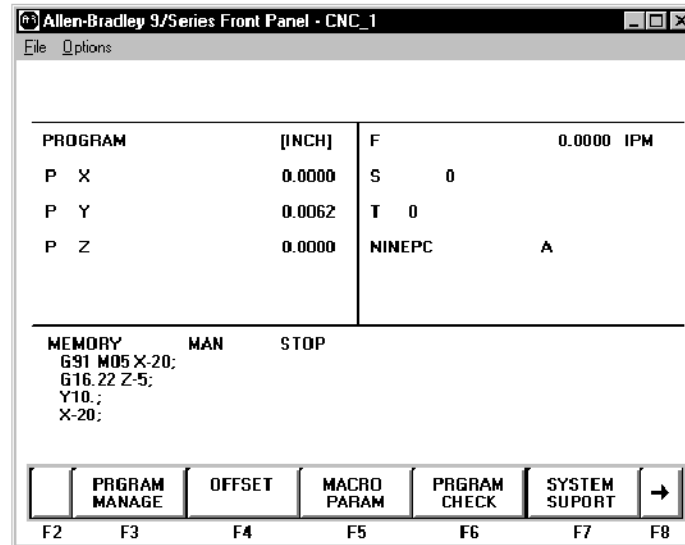 Allen-Bradley 9/Series Front Panel - CNC_1
File Options
PROGRAM [INCH] F 0.0000 IPM
P X 0.0000 S 0
P Y 0.0062 T 0
P Z 0.0000 NINEPC A
MEMORY MAN STOP
G91 M05 X-20;
G16.22 Z-5;
Y10.;
X-20;
PRGRAM MANAGE OFFSET MACRO PARAM PRGRAM CHECK SYSTEM SUPORT →
F2 F3 F4 F5 F6 F7 F8